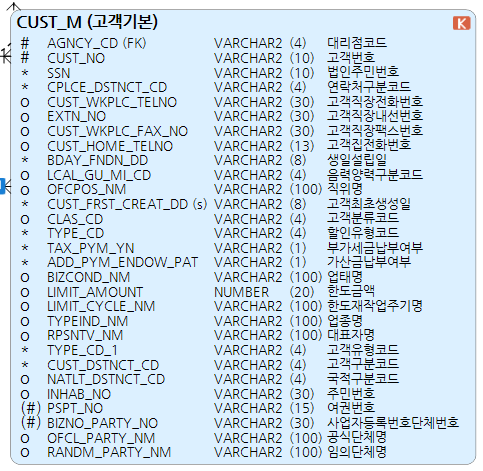 CUST_M (고객기본) K
# AGNCY_CD (FK) VARCHAR2 (4) 대리점코드
# CUST_NO VARCHAR2 (10) 고객번호
* SSN VARCHAR2 (10) 법인주민번호
* CPLCE_DSTNCT_CD VARCHAR2 (4) 연락처구분코드
o CUST_WKPLC_TELNO VARCHAR2 (30) 고객직장전화번호
o EXTN_NO VARCHAR2 (30) 고객직장내선번호
o CUST_WKPLC_FAX_NO VARCHAR2 (30) 고객직장팩스번호
o CUST_HOME_TELNO VARCHAR2 (13) 고객집전화번호
* BDAY_FNDN_DD VARCHAR2 (8) 생일설립일
o LCAL_GU_MI_CD VARCHAR2 (4) 음력양력구분코드
o OFCPOS_NM VARCHAR2 (100) 직위명
* CUST_FRST_CREAT_DD (s) VARCHAR2 (8) 고객최초생성일
o CLAS_CD VARCHAR2 (4) 고객분류코드
* TYPE_CD VARCHAR2 (4) 할인유형코드
* TAX_PYM_YN VARCHAR2 (1) 부가세금납부여부
* ADD_PYM_ENDOW_PAT VARCHAR2 (1) 가산금납부여부
o BIZCOND_NM VARCHAR2 (100) 업태명
o LIMIT_AMOUNT NUMBER (20) 한도금액
o LIMIT_CYCLE_NM VARCHAR2 (100) 한도재작업주기명
o TYPEIND_NM VARCHAR2 (100) 업종명
o RPSNTV_NM VARCHAR2 (100) 대표자명
* TYPE_CD_1 VARCHAR2 (4) 고객유형코드
* CUST_DSTNCT_CD VARCHAR2 (4) 고객구분코드
o NATLT_DSTNCT_CD VARCHAR2 (4) 국적구분코드
o INHAB_NO VARCHAR2 (30) 주민번호
(#) PSPT_NO VARCHAR2 (15) 여권번호
(#) BIZNO_PARTY_NO VARCHAR2 (30) 사업자등록번호단체번호
o OFCL_PARTY_NM VARCHAR2 (100) 공식단체명
o RANDM_PARTY_NM VARCHAR2 (100) 임의단체명